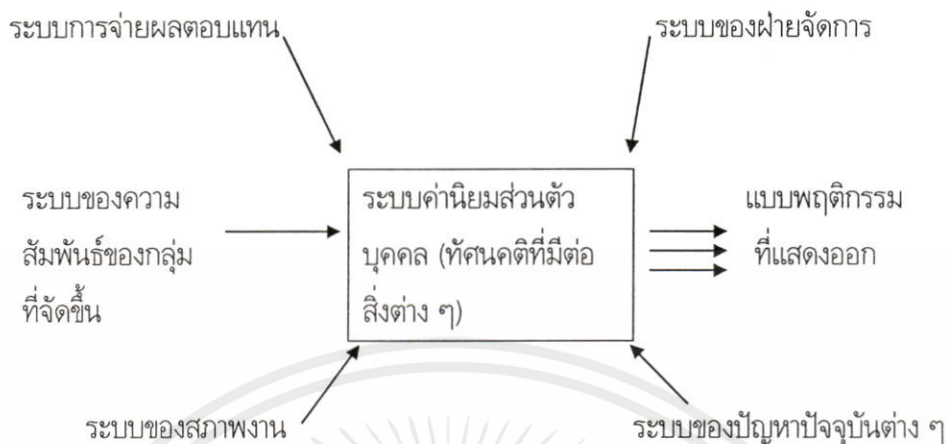 ระบบการจ่ายผลตอบแทน
ระบบของฝ่ายจัดการ
ระบบของความ
สัมพันธ์ของกลุ่ม
ที่จัดขึ้น
ระบบค่านิยมส่วนตัว
บุคคล (ทัศนคติที่มีต่อ
สิ่งต่าง ๆ)
แบบพฤติกรรม
ที่แสดงออก
ระบบของสภาพงาน
ระบบของปัญหาปัจจุบันต่าง ๆ